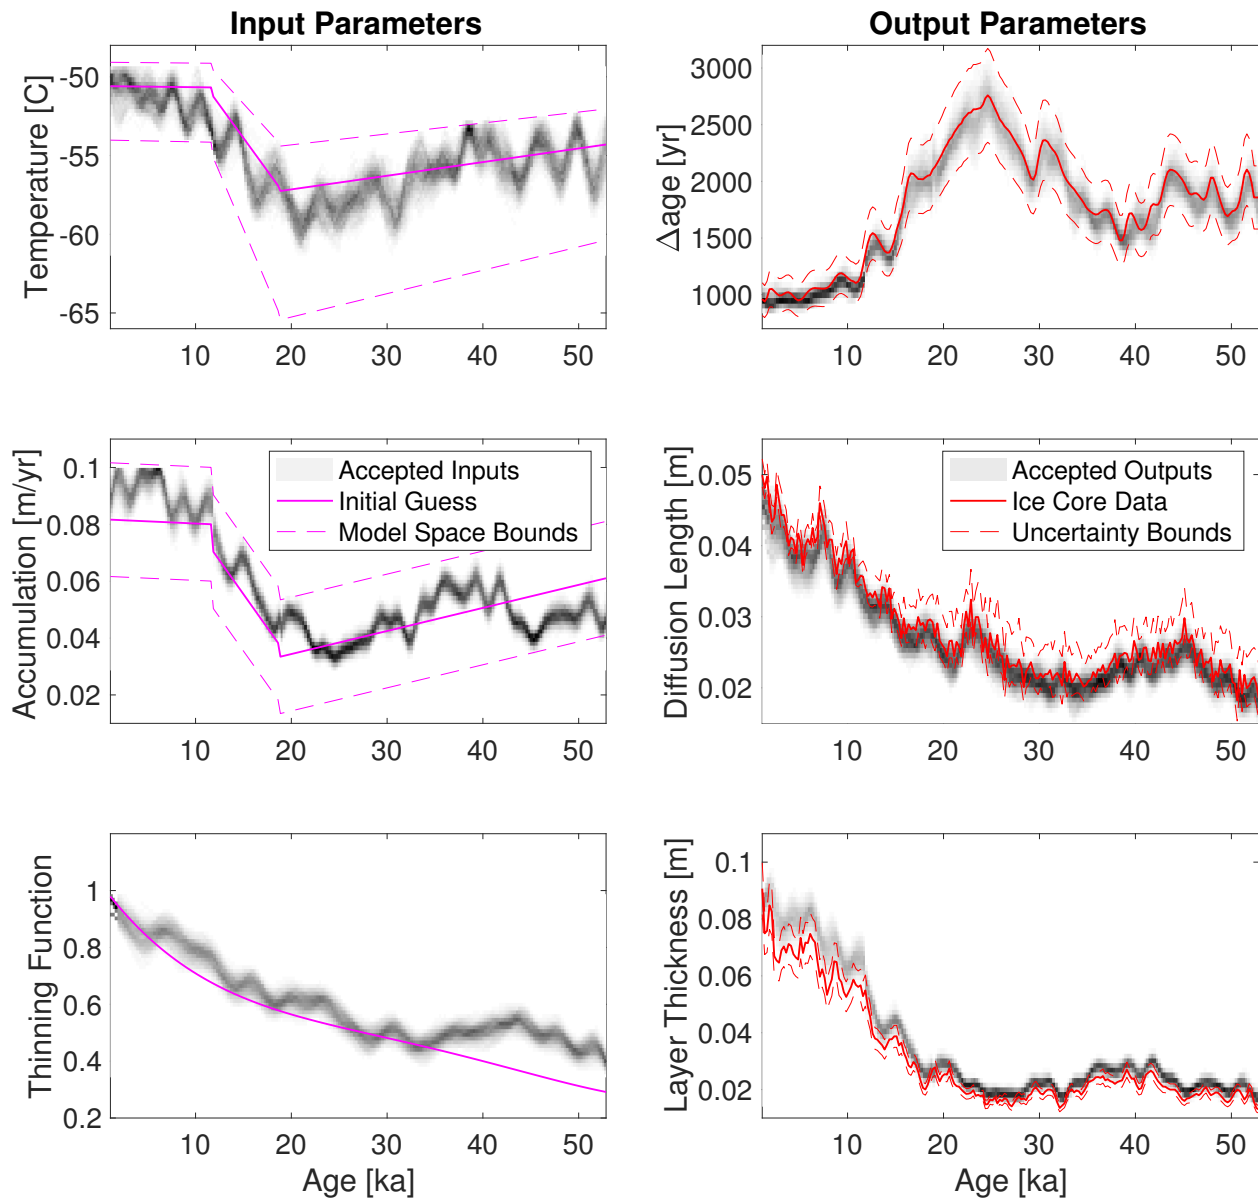 Input Parameters
Output Parameters
Temperature [C]
-50
-55
-60
-65
10 20 30 40 50
Δage [yr]
3000
2500
2000
1500
1000
10 20 30 40 50
Accumulation [m/yr]
0.1
0.08
0.06
0.04
0.02
Accepted Inputs
Initial Guess
Model Space Bounds
10 20 30 40 50
Diffusion Length [m]
0.05
0.04
0.03
0.02
Accepted Outputs
Ice Core Data
Uncertainty Bounds
10 20 30 40 50
Thinning Function
1
0.8
0.6
0.4
0.2
10 20 30 40 50
Age [ka]
Layer Thickness [m]
0.1
0.08
0.06
0.04
0.02
10 20 30 40 50
Age [ka]